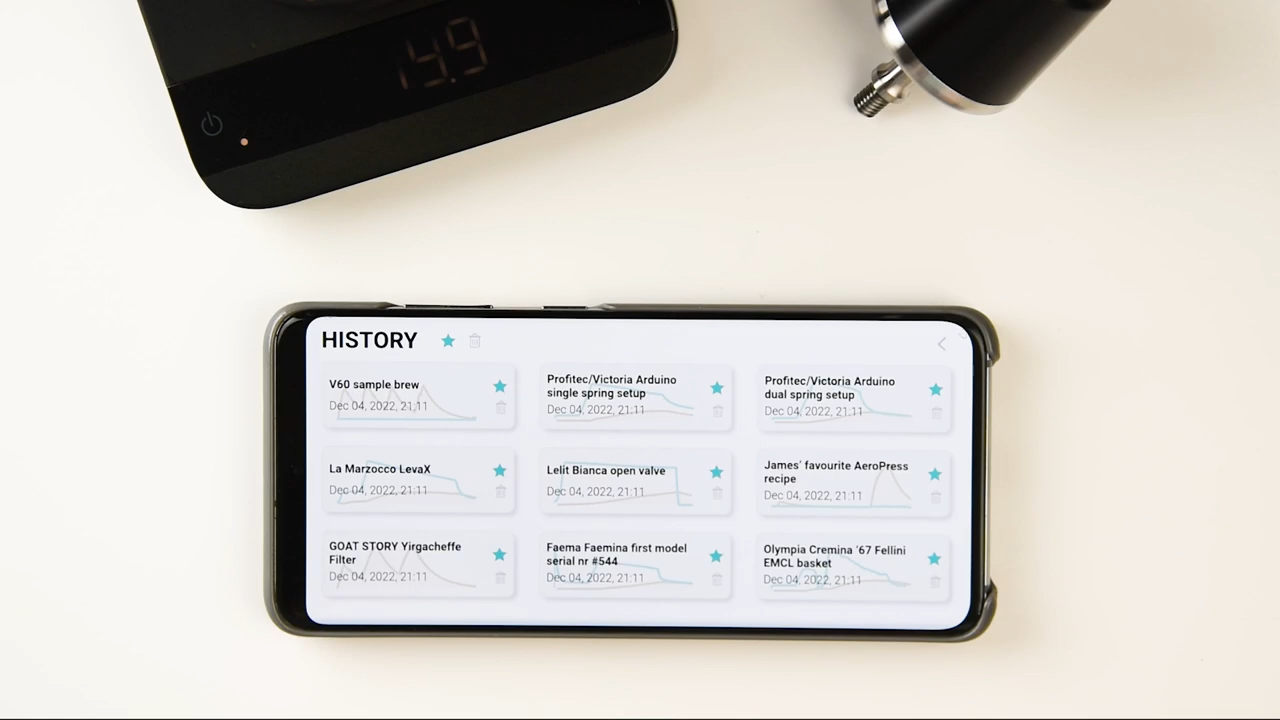 15.9
HISTORY
V60 sample brew
Dec 04, 2022, 21:11
Profitec/Victoria Arduino
single spring setup
Dec 04, 2022, 21:11
Profitec/Victoria Arduino
dual spring setup
Dec 04, 2022, 21:11
La Marzocco LevaX
Dec 04, 2022, 21:11
Lelit Bianca open valve
Dec 04, 2022, 21:11
James' favourite AeroPress
recipe
Dec 04, 2022, 21:11
GOAT STORY Yirgacheffe
Filter
Dec 04, 2022, 21:11
Faema Faemina first model
serial nr #544
Dec 04, 2022, 21:11
Olympia Cremina '67 Fellini
EMCL basket
Dec 04, 2022, 21:11